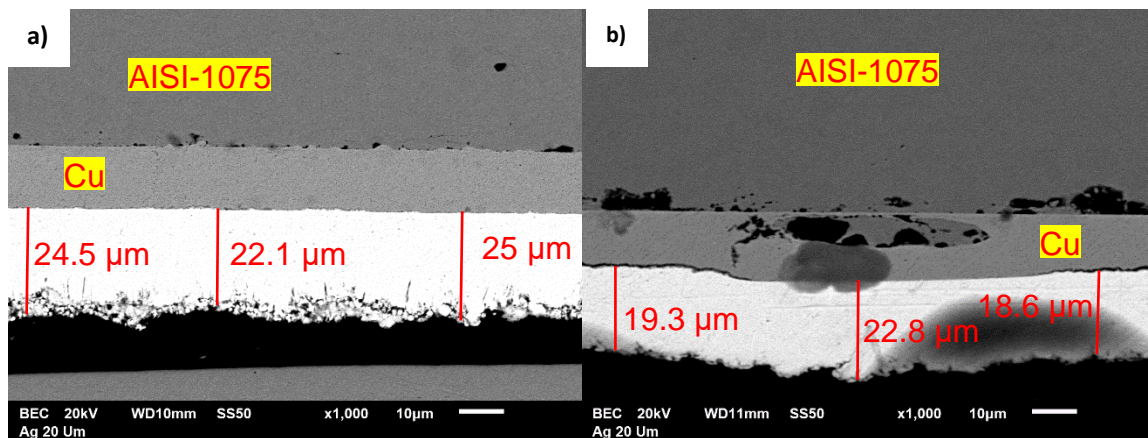 a)
AISI-1075
Cu
24.5 µm
22.1 µm
25 µm
BEC 20kV WD10mm SS50 x1,000 10µm
Ag 20 Um
b)
AISI-1075
Cu
19.3 µm
22.8 µm
18.6 µm
BEC 20kV WD11mm SS50 x1,000 10µm
Ag 20 Um